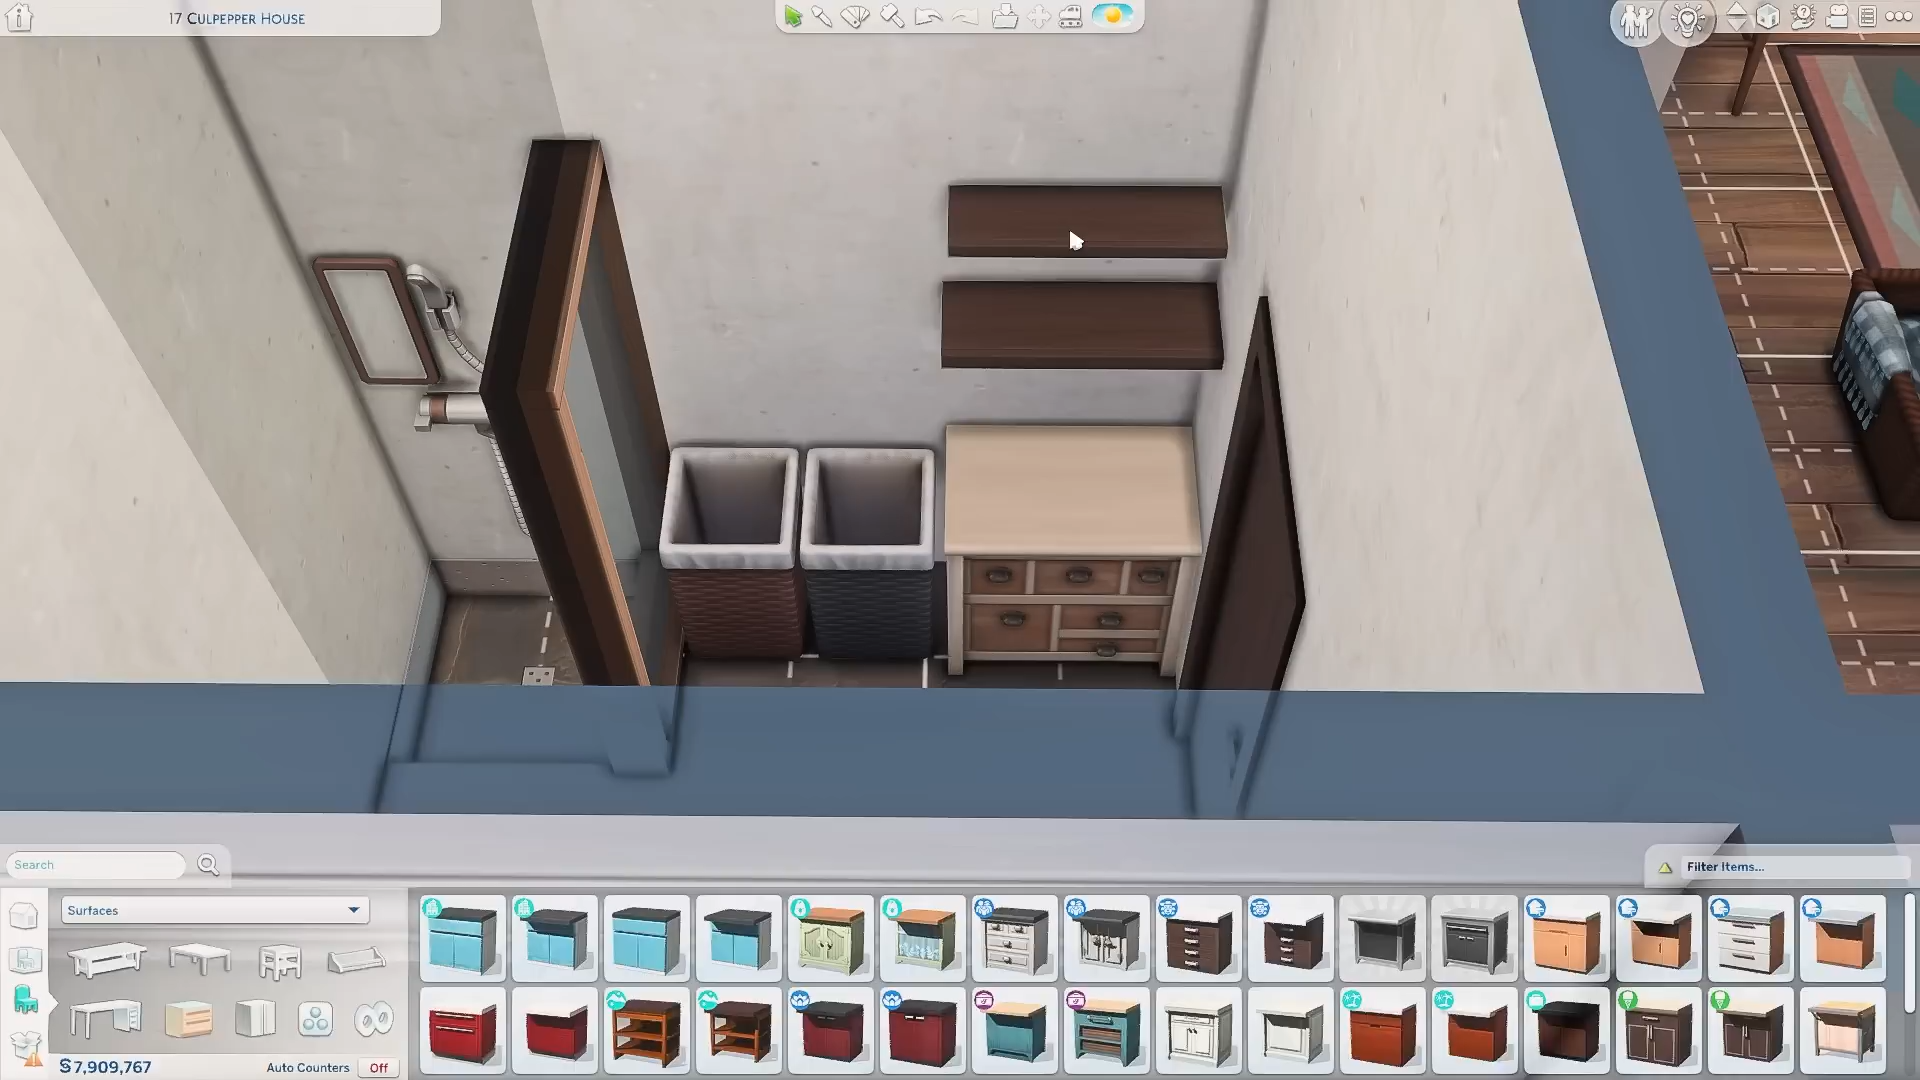 17 CULPEPPER HOUSE
Search
Filter Items...
Surfaces
§7,909,767
Auto Counters
Off